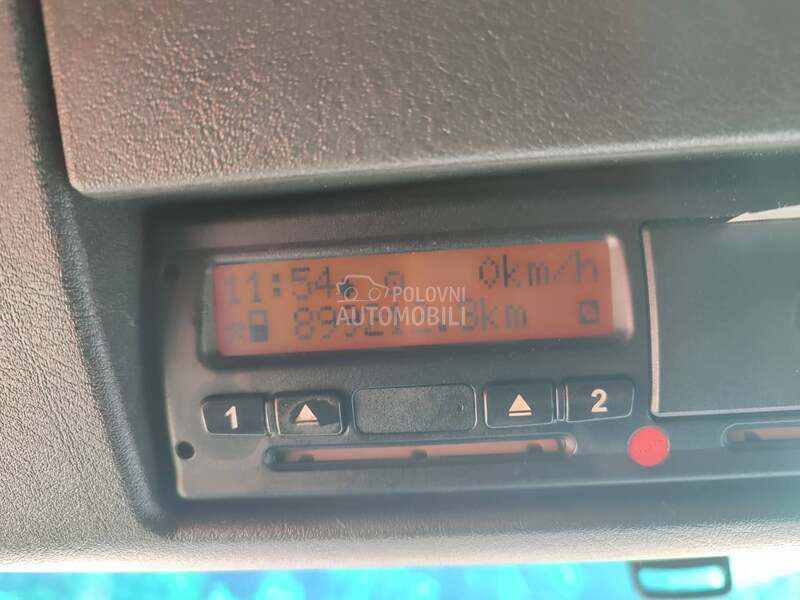 11:54
0km/h
POLOVNI
AUTOMOBILI
1
2